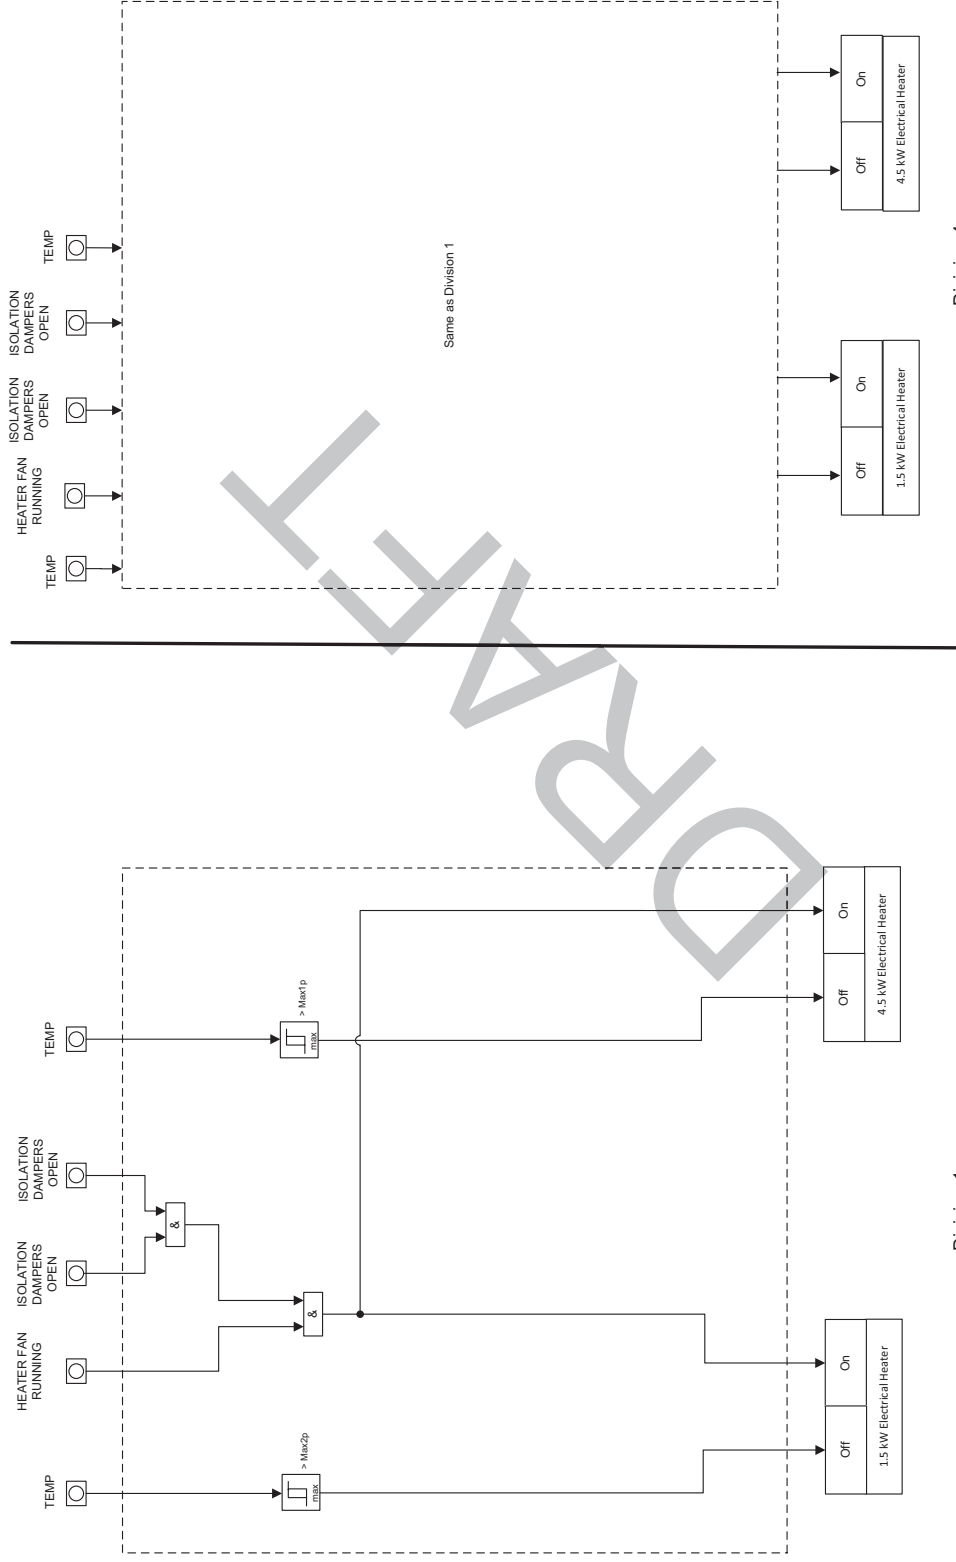 TEMP
HEATER FAN
RUNNING
ISOLATION
DAMPERS
OPEN
ISOLATION
DAMPERS
OPEN
TEMP
&
> Max2p
max
&
> Max1p
max
Off
On
1.5 kW Electrical Heater
Off
On
4.5 kW Electrical Heater
TEMP
HEATER FAN
RUNNING
ISOLATION
DAMPERS
OPEN
ISOLATION
DAMPERS
OPEN
TEMP
Same as Division 1
Off
On
1.5 kW Electrical Heater
Off
On
4.5 kW Electrical Heater
DRAFT